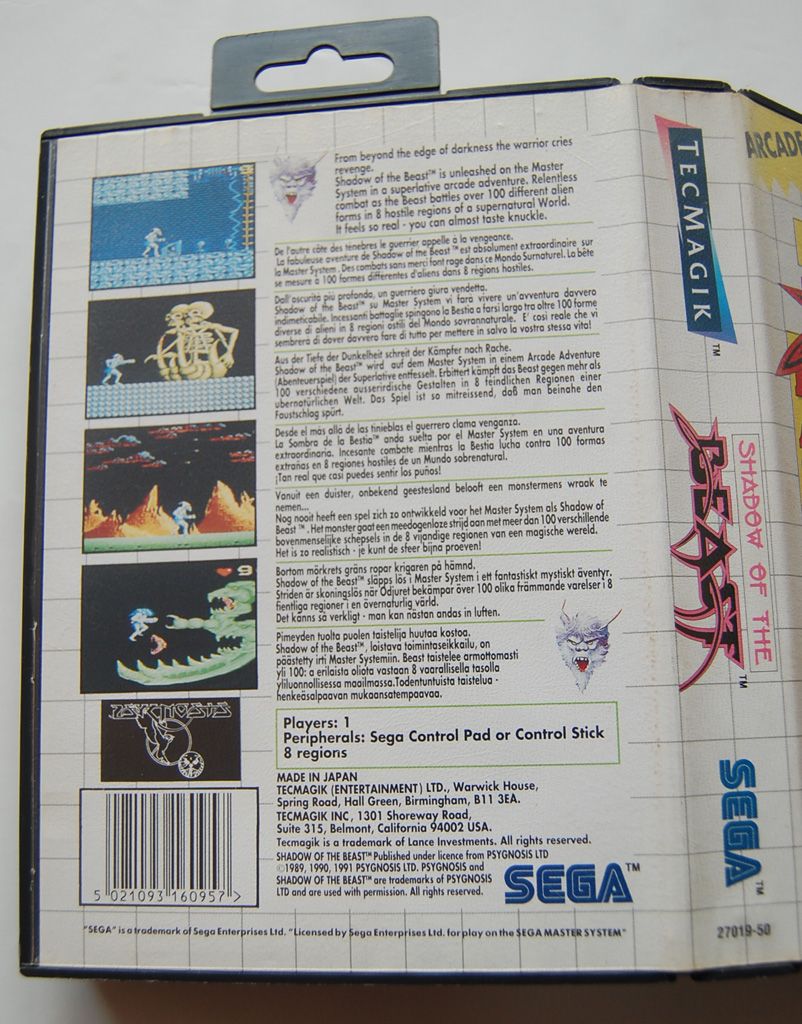 From beyond the edge of darkness the warrior cries
revenge.
Shadow of the Beast™ is unleashed on the Master
System in a superlative arcade adventure. Relentless
combat as the Beast battles over 100 different alien
forms in 8 hostile regions of a supernatural World.
It feels so real - you can almost taste knuckle.
De l'autre côte des tenebres le guerrier appelle à la vengeance.
La fabuleuse aventure de Shadow of the Beast™ est absolument extraordinaire sur
la Master System. Des combats sans merci font rage dans ce Mondo Surnaturel. La bête
se mesure à 100 formes differentes d'aliens dans 8 régions hostiles.
Dall'oscurità piu profonda, un guerriero giura vendetta.
Shadow of the Beast™ su Master System vi farà vivere un'avventura davvero
indimeticabile. Incessanti battaglie spingono la Bestia a farsi largo tra oltre 100 forme
diverse di alieni in 8 regioni ostili del Mondo sovrannaturale. E' cosi reale che vi
sembrerà di dover davvero fare di tutto per mettere in salvo la vostra stessa vita!
Aus der Tiefe der Dunkelheit schreit der Kämpfer nach Rache.
Shadow of the Beast™ wird auf dem Master System in einem Arcade Adventure
(Abenteuerspiel) der Superlative entfesselt. Erbittert kämpft das Beast gegen mehr als
100 verschiedene ausserirdische Gestalten in 8 feindlichen Regionen einer
übernatürlichen Welt. Das Spiel ist so mitreissend, daß man beinahe den
Faustschlag spürt.
Desde el más allá de las tinieblas el guerrero clama venganza.
La Sombra de la Bestia™ anda suelta por el Master System en una aventura
extraordinaria. Incesante combate mientras la Bestia lucha contra 100 formas
extrañas en 8 regiones hostiles de un Mundo sobrenatural.
¡Tan real que casi puedes sentir los puños!
Vanuit een duister, onbekend geestesland belooft een monstermens wraak te
nemen...
Nog nooit heeft een spel zich zo ontwikkeld voor het Master System als Shadow of
Beast™. Het monster gaat een meedogenloze strijd aan met meer dan 100 verschillende
bovenmenselijke schepsels in de 8 vijandige regionen van een magische wereld.
Het is zo realistisch - je kunt de sfeer bijna proeven!
Bortom mörkrets gräns ropar krigaren på hämnd.
Shadow of the Beast™ släpps lös i Master System i ett fantastiskt mystiskt äventyr.
Striden är skoningslös när Odjuret bekämpar över 100 olika främmande varelser i 8
fientliga regioner i en övernaturlig värld.
Det känns så verkligt - man kan nästan andas in luften.
Pimeyden tuolta puolen taistelija huutaa kostoa.
Shadow of the Beast™, loistava toimintaseikkailu, on
päästetty irti Master Systemiin. Beast taistelee armottomasti
yli 100: a erilaista oliota vastaan 8 vaarallisella tasolla
yliluonnollisessa maailmassa.Todentuntuista taistelua -
henkeäsalpaavan mukaansatempaavaa.
9
PSYGNOSIS
Players: 1
Peripherals: Sega Control Pad or Control Stick
8 regions
MADE IN JAPAN
TECMAGIK (ENTERTAINMENT) LTD., Warwick House,
Spring Road, Hall Green, Birmingham, B11 3EA.
TECMAGIK INC, 1301 Shoreway Road,
Suite 315, Belmont, California 94002 USA.
Tecmagik is a trademark of Lance Investments. All rights reserved.
SHADOW OF THE BEAST™ Published under licence from PSYGNOSIS LTD
©1989, 1990, 1991 PSYGNOSIS LTD. PSYGNOSIS and
SHADOW OF THE BEAST™ are trademarks of PSYGNOSIS
LTD and are used with permission. All rights reserved.
SEGA™
5 021093 160957 >
"SEGA" is a trademark of Sega Enterprises Ltd. "Licensed by Sega Enterprises Ltd. for play on the SEGA MASTER SYSTEM"
TECMAGIK™
SHADOW OF THE
BEAST™
SEGA™
27019-50
ARCADE